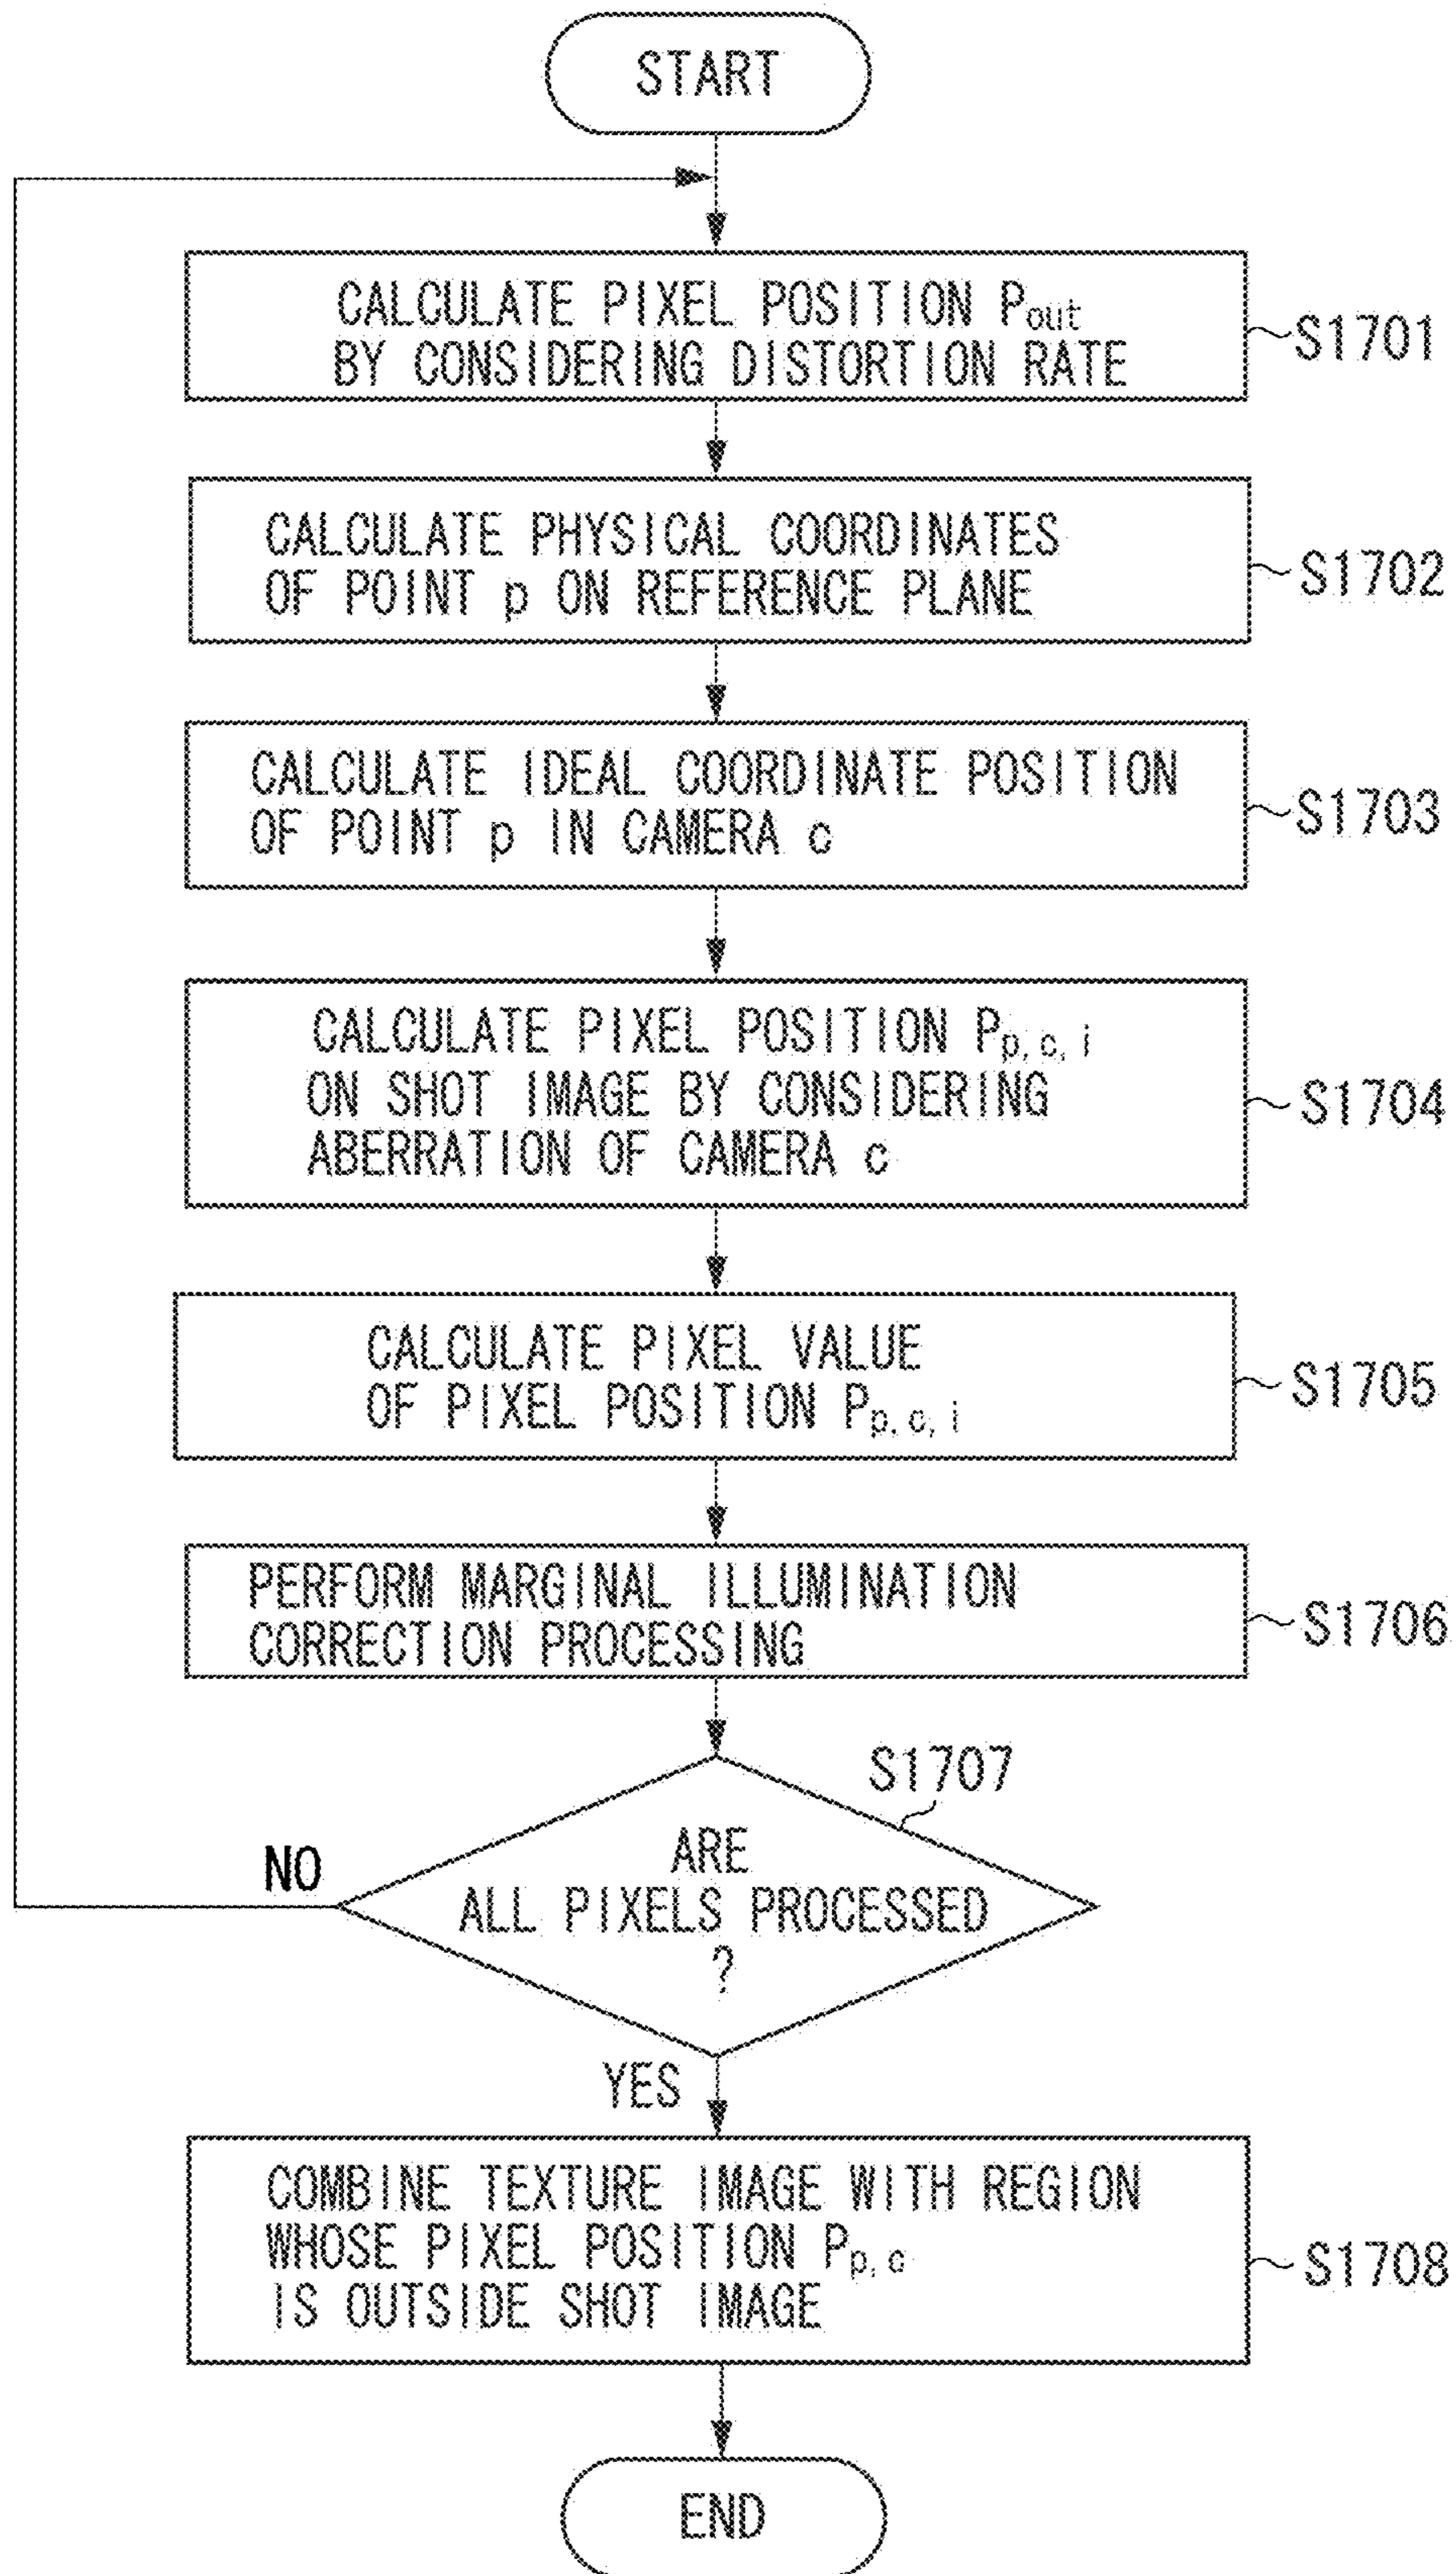 START
CALCULATE PIXEL POSITION Pout
BY CONSIDERING DISTORTION RATE
S1701
CALCULATE PHYSICAL COORDINATES
OF POINT p ON REFERENCE PLANE
S1702
CALCULATE IDEAL COORDINATE POSITION
OF POINT p IN CAMERA c
S1703
CALCULATE PIXEL POSITION Pp,c,i
ON SHOT IMAGE BY CONSIDERING
ABERRATION OF CAMERA c
S1704
CALCULATE PIXEL VALUE
OF PIXEL POSITION Pp,c,i
S1705
PERFORM MARGINAL ILLUMINATION
CORRECTION PROCESSING
S1706
S1707
ARE
ALL PIXELS PROCESSED
?
NO
YES
COMBINE TEXTURE IMAGE WITH REGION
WHOSE PIXEL POSITION Pp,c
IS OUTSIDE SHOT IMAGE
S1708
END